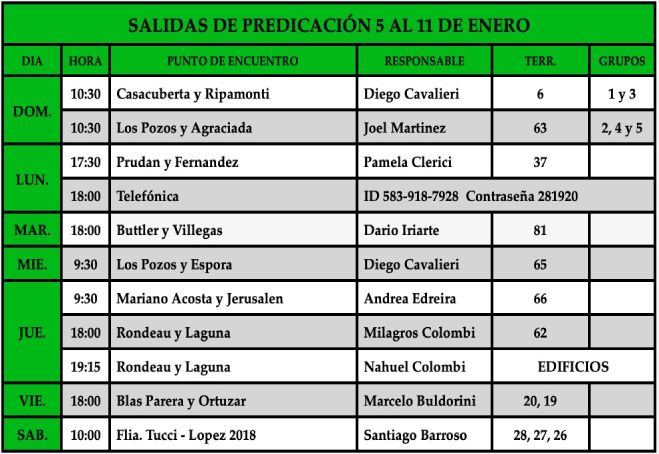 SALIDAS DE PREDICACIÓN 5 AL 11 DE ENERO
DIA HORA PUNTO DE ENCUENTRO RESPONSABLE TERR. GRUPOS
DOM. 10:30 Casacuberta y Ripamonti Diego Cavalieri 6 1 y 3
10:30 Los Pozos y Agraciada Joel Martinez 63 2, 4 y 5
LUN. 17:30 Prudan y Fernandez Pamela Clerici 37
18:00 Telefónica ID 583-918-7928 Contraseña 281920
MAR. 18:00 Buttler y Villegas Dario Iriarte 81
MIE. 9:30 Los Pozos y Espora Diego Cavalieri 65
JUE. 9:30 Mariano Acosta y Jerusalen Andrea Edreira 66
18:00 Rondeau y Laguna Milagros Colombi 62
19:15 Rondeau y Laguna Nahuel Colombi EDIFICIOS
VIE. 18:00 Blas Parera y Ortuzar Marcelo Buldorini 20, 19
SAB. 10:00 Flia. Tucci - Lopez 2018 Santiago Barroso 28, 27, 26